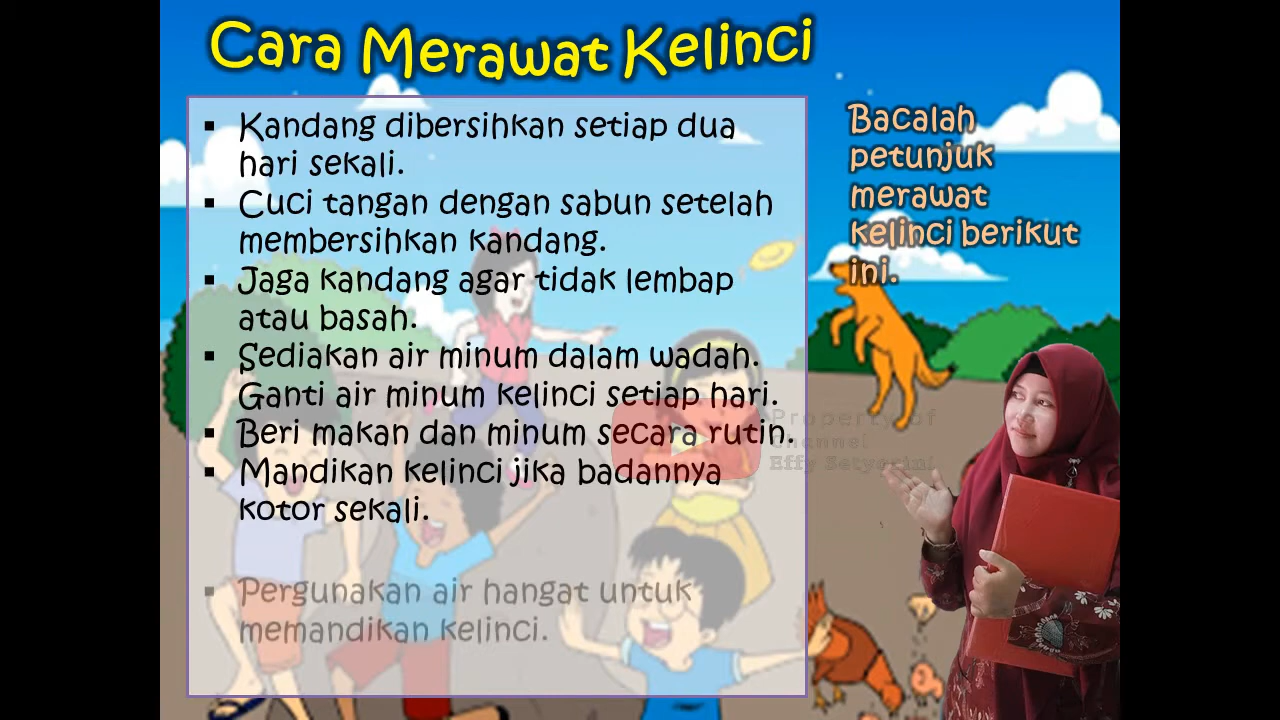 Cara Merawat Kelinci
▪ Kandang dibersihkan setiap dua
hari sekali.
▪ Cuci tangan dengan sabun setelah
membersihkan kandang.
▪ Jaga kandang agar tidak lembap
atau basah.
▪ Sediakan air minum dalam wadah.
Ganti air minum kelinci setiap hari.
▪ Beri makan dan minum secara rutin.
▪ Mandikan kelinci jika badannya
kotor sekali.
▪ Pergunakan air hangat untuk
memandikan kelinci.
Bacalah
petunjuk
merawat
kelinci berikut
ini.
Property of
Channel
Effy Setyorini